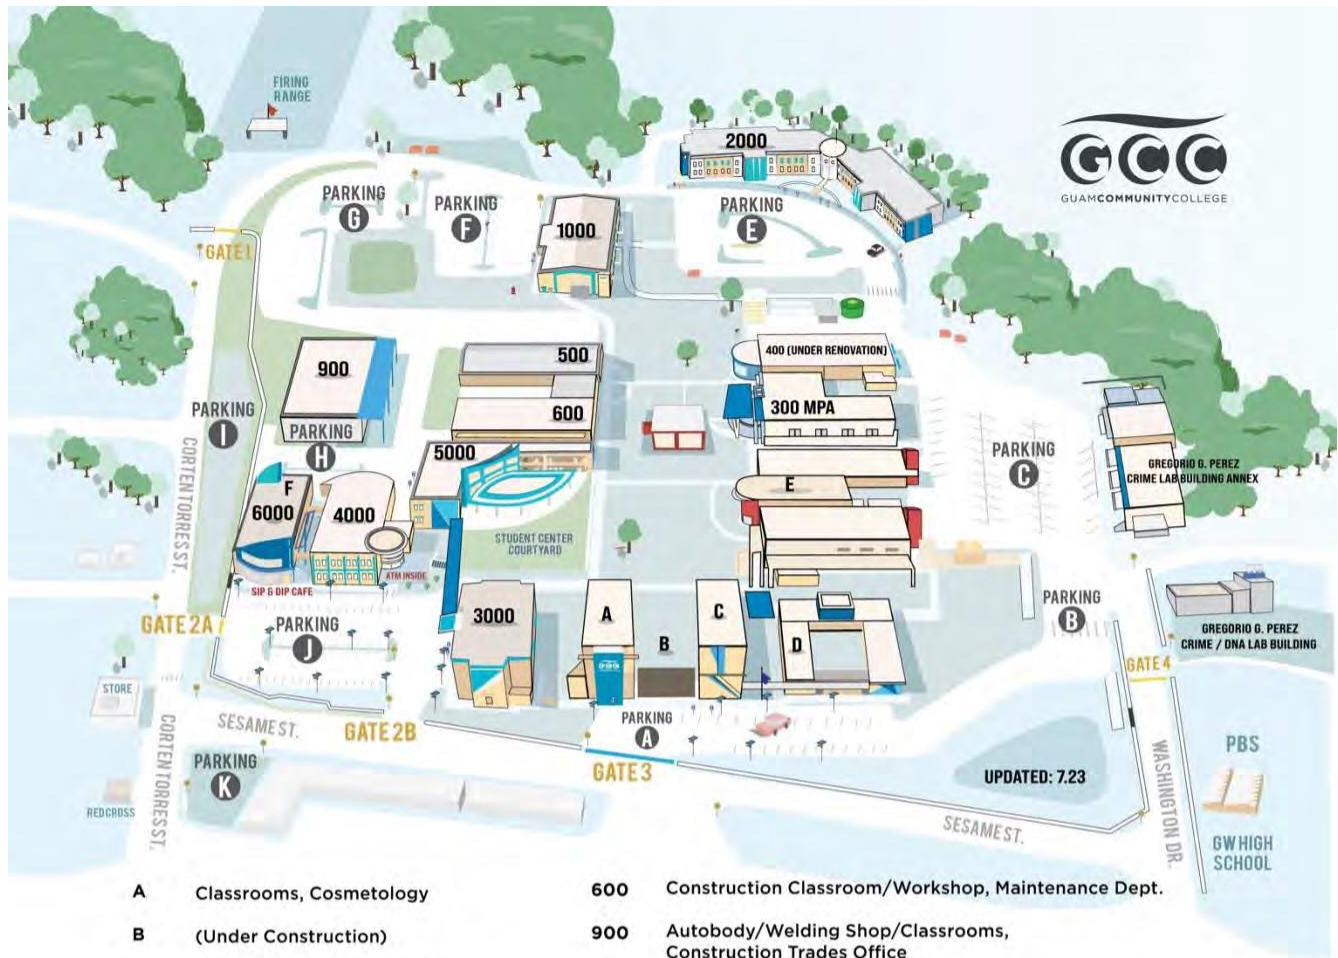 FIRING
RANGE
2000
GCC
GUAMCOMMUNITYCOLLEGE
PARKING
G
PARKING
F
1000
PARKING
E
GATE 1
900
PARKING
H
500
600
400 (UNDER RENOVATION)
300 MPA
PARKING
I
CORTEN TORRES ST.
5000
PARKING
C
GREGORIO G. PEREZ
CRIME LAB BUILDING ANNEX
F
6000
4000
E
STUDENT CENTER
COURTYARD
SIP & DIP CAFE
ATM INSIDE
GATE 2A
PARKING
J
3000
A
B
C
D
PARKING
B
GREGORIO G. PEREZ
CRIME / DNA LAB BUILDING
GATE 4
STORE
SESAME ST.
GATE 2B
PARKING
A
GATE 3
CORTEN TORRES ST.
PARKING
K
RED CROSS
UPDATED: 7.23
SESAME ST.
WASHINGTON DR.
PBS
GW HIGH
SCHOOL
A Classrooms, Cosmetology
B (Under Construction)
600 Construction Classroom/Workshop, Maintenance Dept.
900 Autobody/Welding Shop/Classrooms,
Construction Trades Office